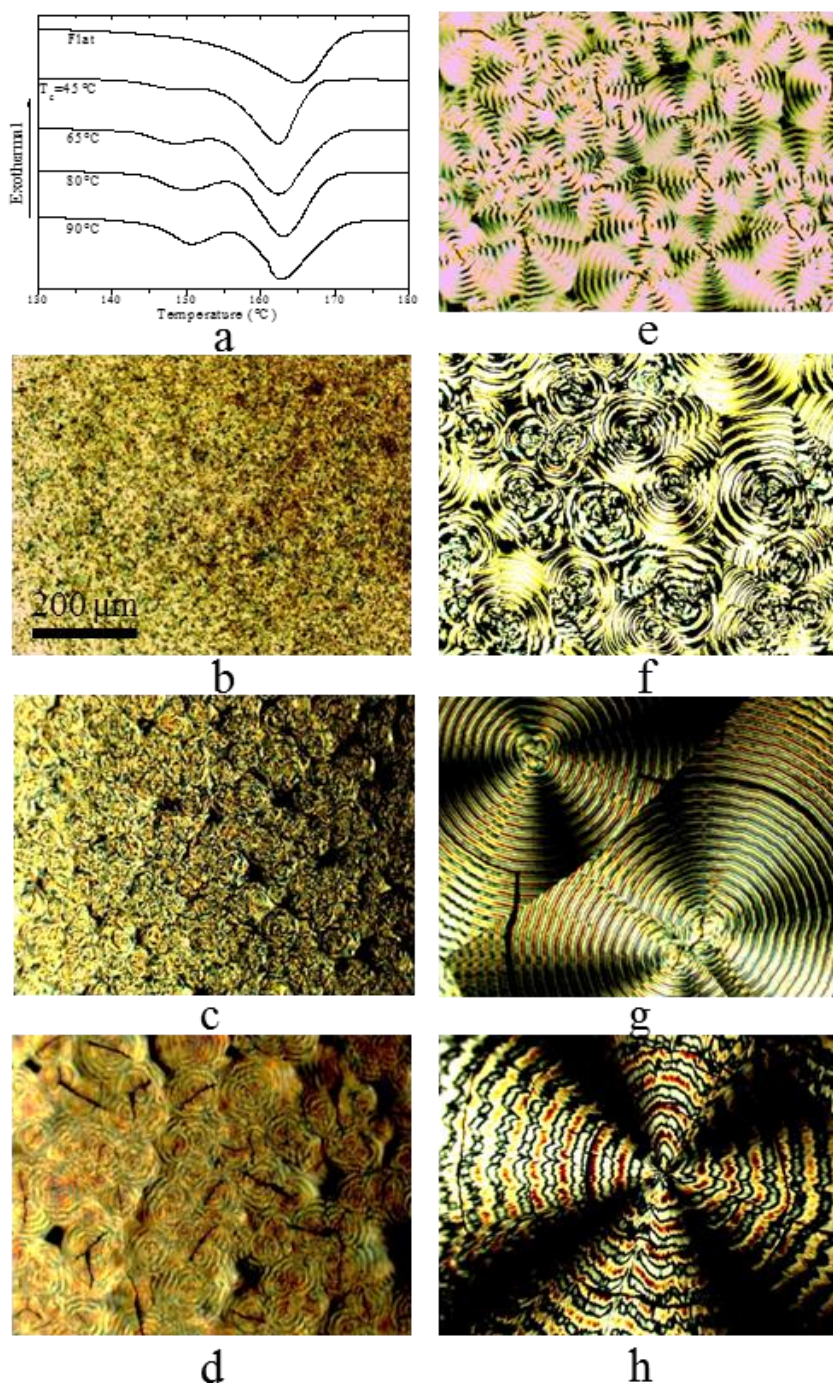 Flat
T_c=45°C
65°C
80°C
90°C
Exothermal
130 140 150 160 170 180
Temperature (°C)
a
e
200 μm
b
f
c
g
d
h